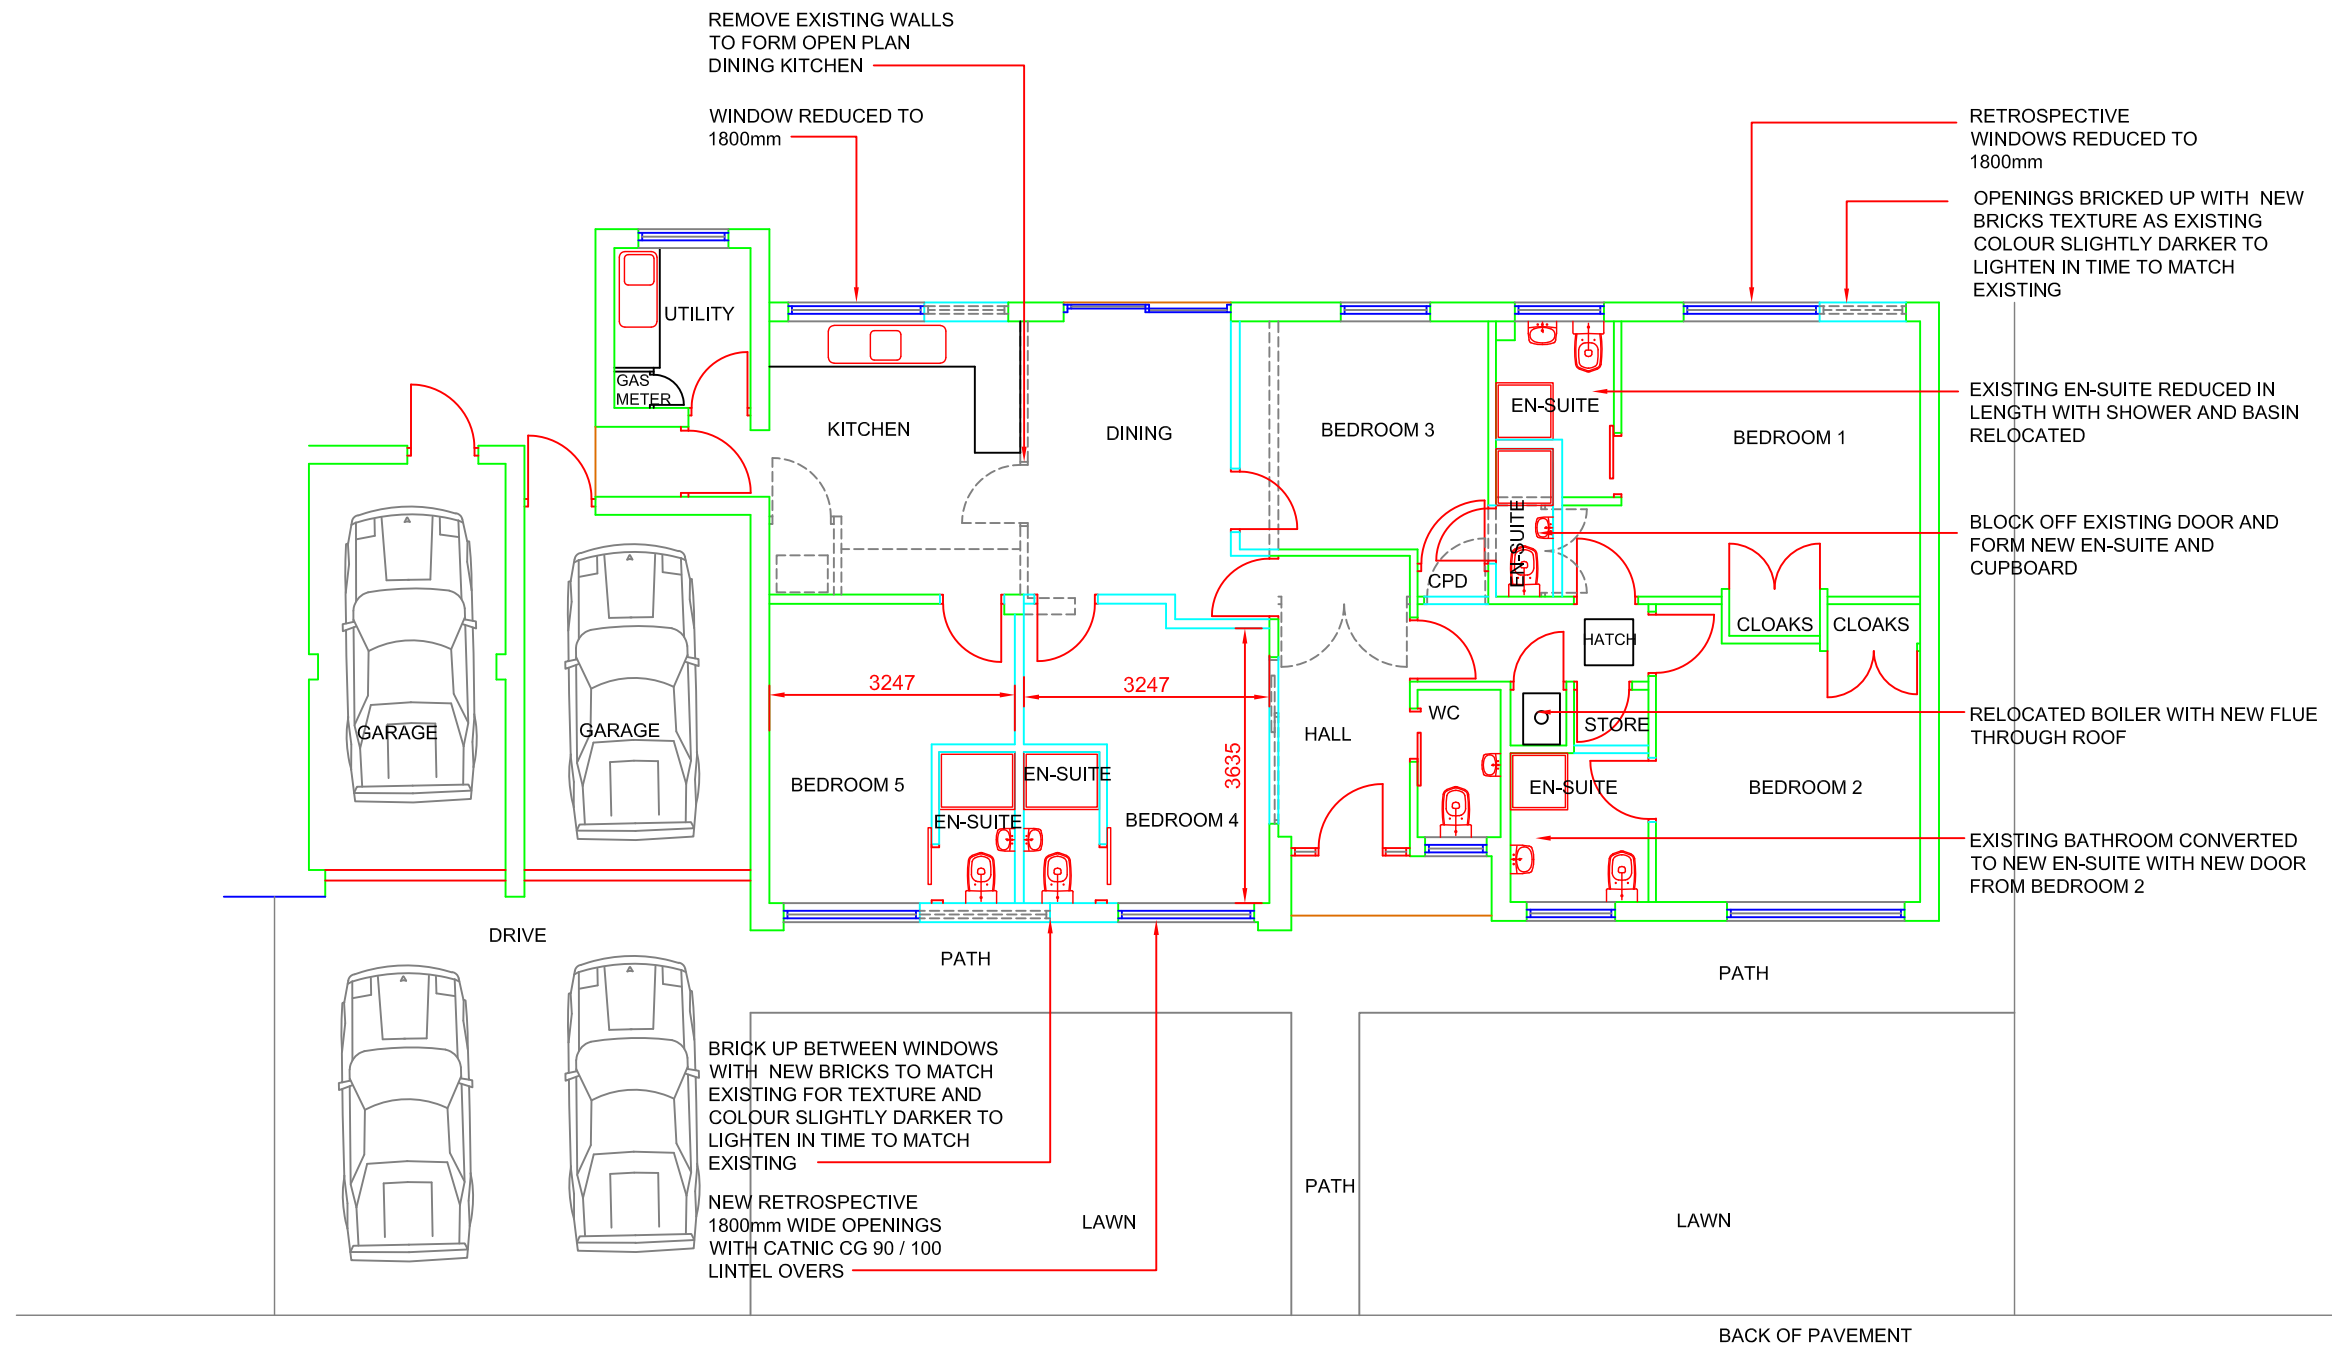 REMOVE EXISTING WALLS
TO FORM OPEN PLAN
DINING KITCHEN
WINDOW REDUCED TO
1800mm
RETROSPECTIVE
WINDOWS REDUCED TO
1800mm
OPENINGS BRICKED UP WITH  NEW
BRICKS TEXTURE AS EXISTING
COLOUR SLIGHTLY DARKER TO
LIGHTEN IN TIME TO MATCH
EXISTING
UTILITY
GAS
METER
KITCHEN
DINING
BEDROOM 3
EN-SUITE
BEDROOM 1
EXISTING EN-SUITE REDUCED IN
LENGTH WITH SHOWER AND BASIN
RELOCATED
EN-SUITE
BLOCK OFF EXISTING DOOR AND
FORM NEW EN-SUITE AND
CUPBOARD
CPD
CLOAKS
CLOAKS
HATCH
3247
3247
3635
WC
STORE
HALL
RELOCATED BOILER WITH NEW FLUE
THROUGH ROOF
GARAGE
GARAGE
BEDROOM 5
EN-SUITE
EN-SUITE
BEDROOM 4
EN-SUITE
BEDROOM 2
EXISTING BATHROOM CONVERTED
TO NEW EN-SUITE WITH NEW DOOR
FROM BEDROOM 2
DRIVE
PATH
PATH
BRICK UP BETWEEN WINDOWS
WITH  NEW BRICKS TO MATCH
EXISTING FOR TEXTURE AND
COLOUR SLIGHTLY DARKER TO
LIGHTEN IN TIME TO MATCH
EXISTING
NEW RETROSPECTIVE
1800mm WIDE OPENINGS
WITH CATNIC CG 90 / 100
LINTEL OVERS
LAWN
PATH
LAWN
BACK OF PAVEMENT